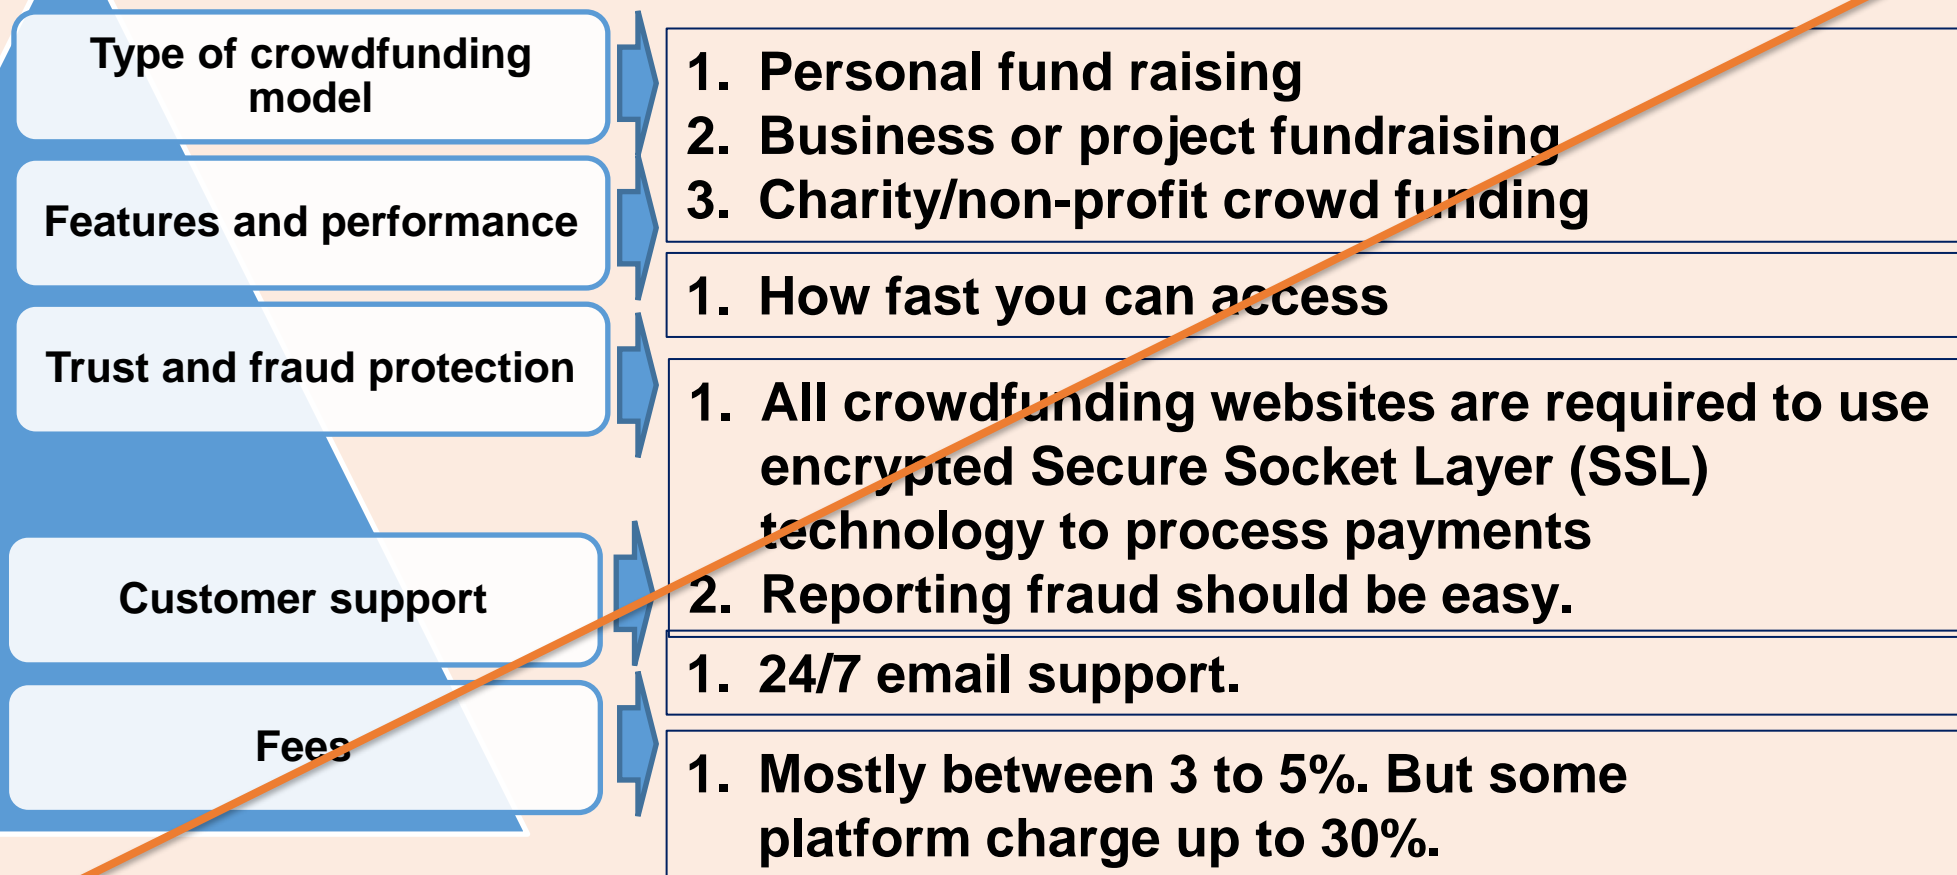 Type of crowdfunding
model
1. Personal fund raising
2. Business or project fundraising
3. Charity/non-profit crowd funding
Features and performance
1. How fast you can access
Trust and fraud protection
1. All crowdfunding websites are required to use
encrypted Secure Socket Layer (SSL)
technology to process payments
2. Reporting fraud should be easy.
Customer support
1. 24/7 email support.
Fees
1. Mostly between 3 to 5%. But some
platform charge up to 30%.